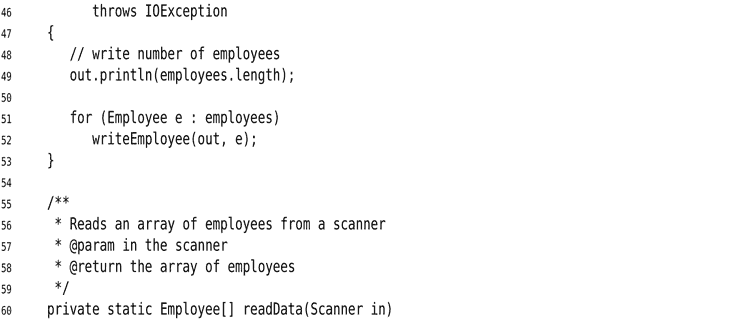 46          throws IOException
47    {
48       // write number of employees
49       out.println(employees.length);
50
51       for (Employee e : employees)
52          writeEmployee(out, e);
53    }
54
55    /**
56     * Reads an array of employees from a scanner
57     * @param in the scanner
58     * @return the array of employees
59     */
60    private static Employee[] readData(Scanner in)